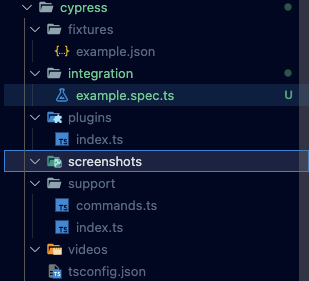 cypress
fixtures
{..} example.json
integration
example.spec.ts U
plugins
TS index.ts
screenshots
support
TS commands.ts
TS index.ts
videos
TS tsconfig.json